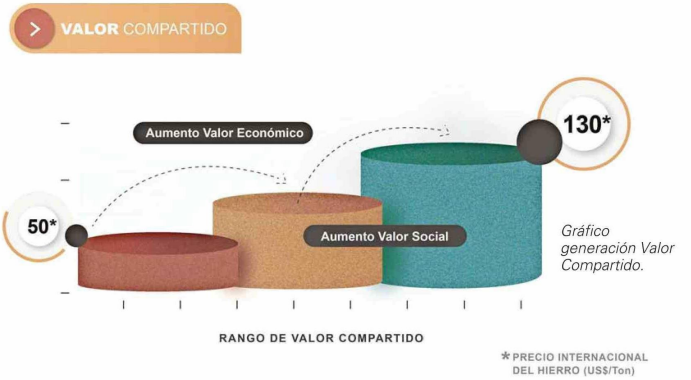 VALOR COMPARTIDO
130*
Aumento Valor Económico
50*
Aumento Valor Social
Gráfico
generación Valor
Compartido.
RANGO DE VALOR COMPARTIDO
* PRECIO INTERNACIONAL
DEL HIERRO (US$/Ton)